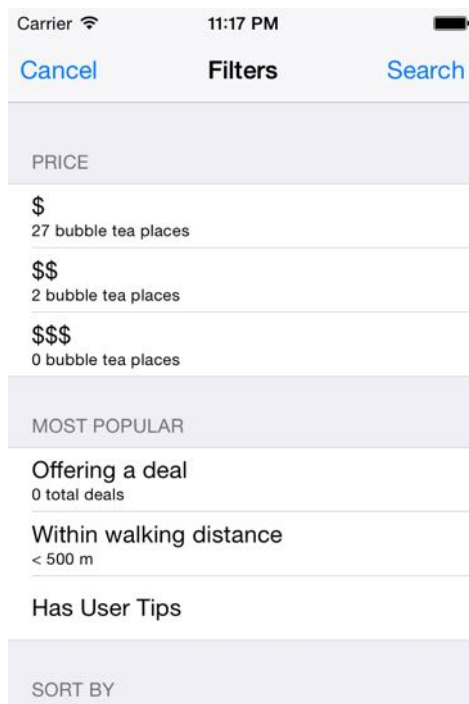 Carrier 11:17 PM
Cancel Filters Search
PRICE
$
27 bubble tea places
$$
2 bubble tea places
$$$
0 bubble tea places
MOST POPULAR
Offering a deal
0 total deals
Within walking distance
< 500 m
Has User Tips
SORT BY